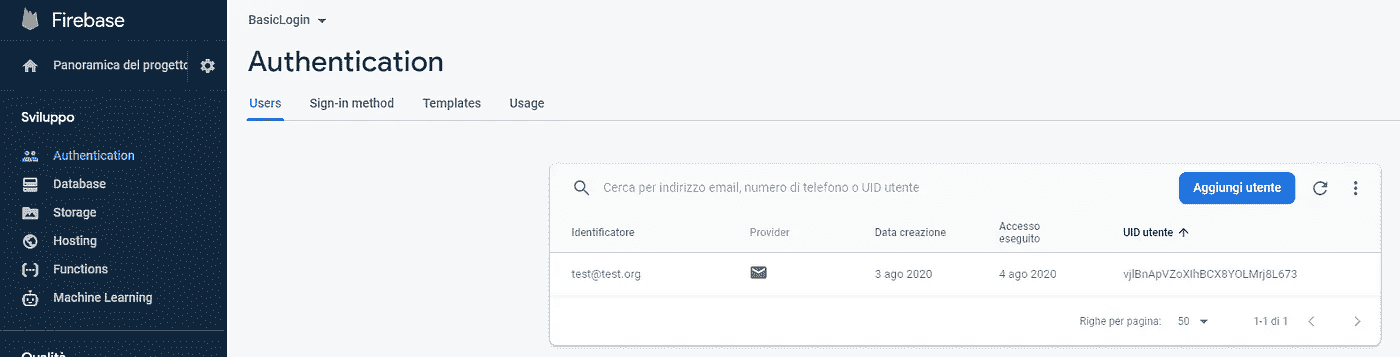 Firebase
Panoramica del progetto
Sviluppo
Authentication
Database
Storage
Hosting
Functions
Machine Learning
Qualità
BasicLogin
Authentication
Users Sign-in method Templates Usage
Cerca per indirizzo email, numero di telefono o UID utente
Aggiungi utente
Identificatore Provider Data creazione Accesso eseguito UID utente
test@test.org 3 ago 2020 4 ago 2020 vjlBnApVZoXIhBCX8YOLMrj8L673
Righe per pagina: 50 1-1 di 1